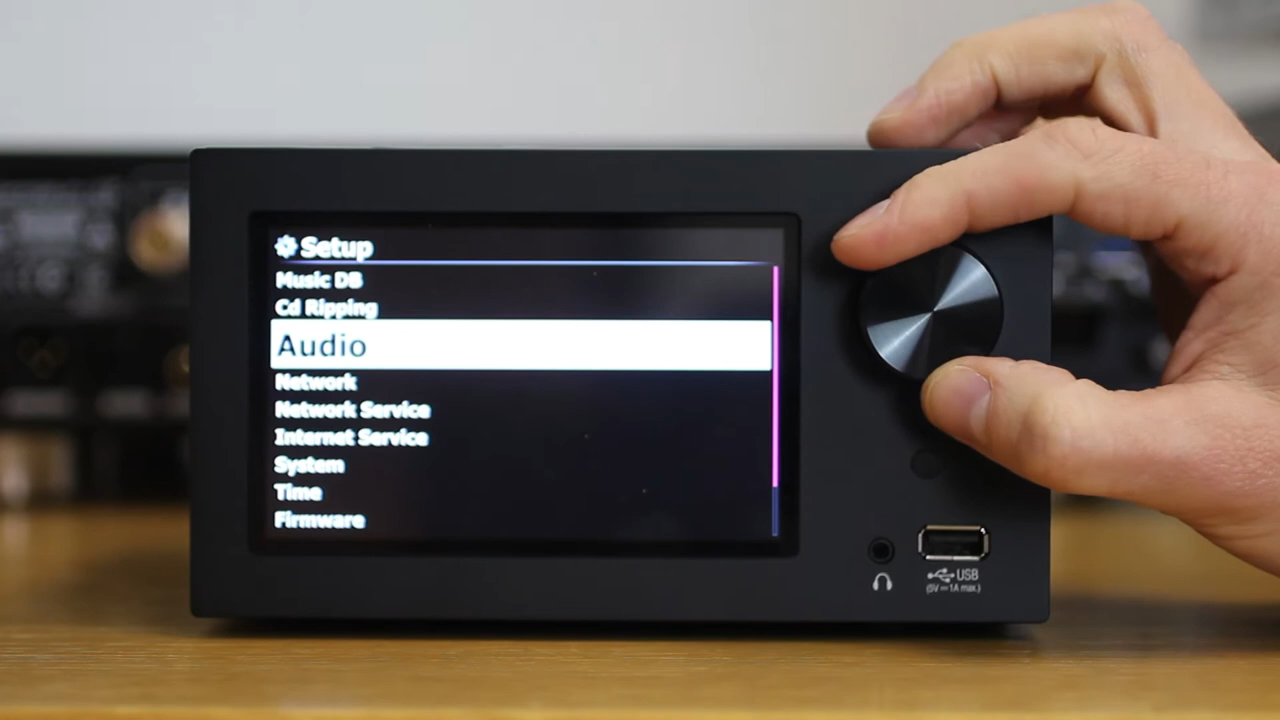 Setup
Music DB
Cd Ripping
Audio
Network
Network Service
Internet Service
System
Time
Firmware
USB
(5V ⎓ 1A max.)